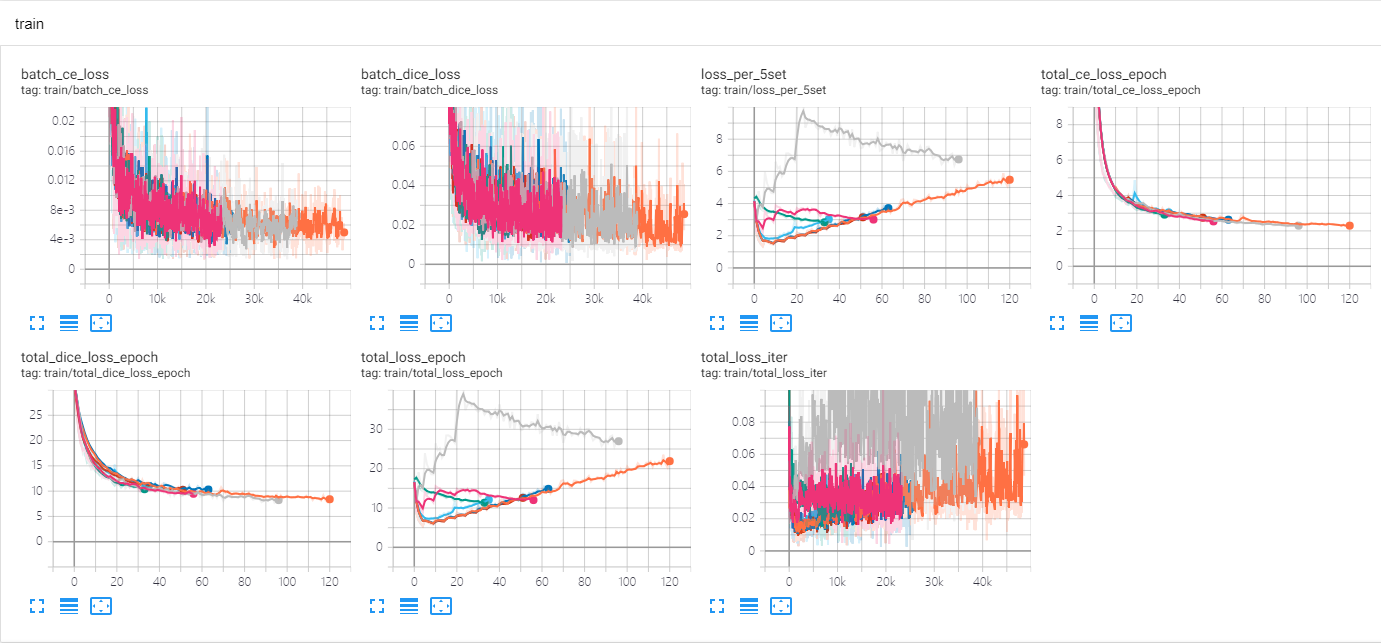 train
batch_ce_loss
tag: train/batch_ce_loss
0.02
0.016
0.012
8e-3
4e-3
0
0 10k 20k 30k 40k
batch_dice_loss
tag: train/batch_dice_loss
0.06
0.04
0.02
0
0 10k 20k 30k 40k
loss_per_5set
tag: train/loss_per_5set
8
6
4
2
0
0 20 40 60 80 100 120
total_ce_loss_epoch
tag: train/total_ce_loss_epoch
8
6
4
2
0
0 20 40 60 80 100 120
total_dice_loss_epoch
tag: train/total_dice_loss_epoch
25
20
15
10
5
0
0 20 40 60 80 100 120
total_loss_epoch
tag: train/total_loss_epoch
30
20
10
0
0 20 40 60 80 100 120
total_loss_iter
tag: train/total_loss_iter
0.08
0.06
0.04
0.02
0
0 10k 20k 30k 40k